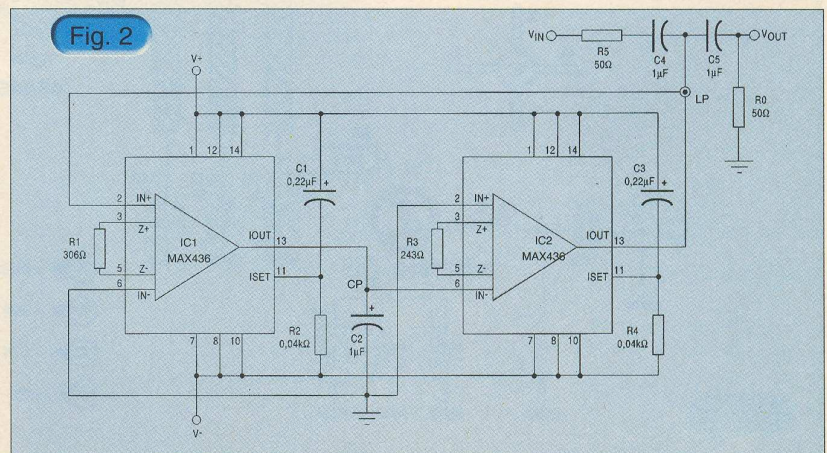 Fig. 2
VIN
R5
50Ω
C4
1µF
C5
1µF
VOUT
LP
R0
50Ω
V+
1
12
14
1
12
14
C1
0,22µF
+
C3
0,22µF
+
2
IN+
3
Z+
R1
306Ω
IC1
MAX436
IOUT
13
5
Z-
6
IN-
ISET
11
2
IN+
3
Z+
R3
243Ω
IC2
MAX436
IOUT
13
5
Z-
6
IN-
ISET
11
CP
+
C2
1µF
R2
0,04kΩ
R4
0,04kΩ
7
8
10
7
8
10
V-